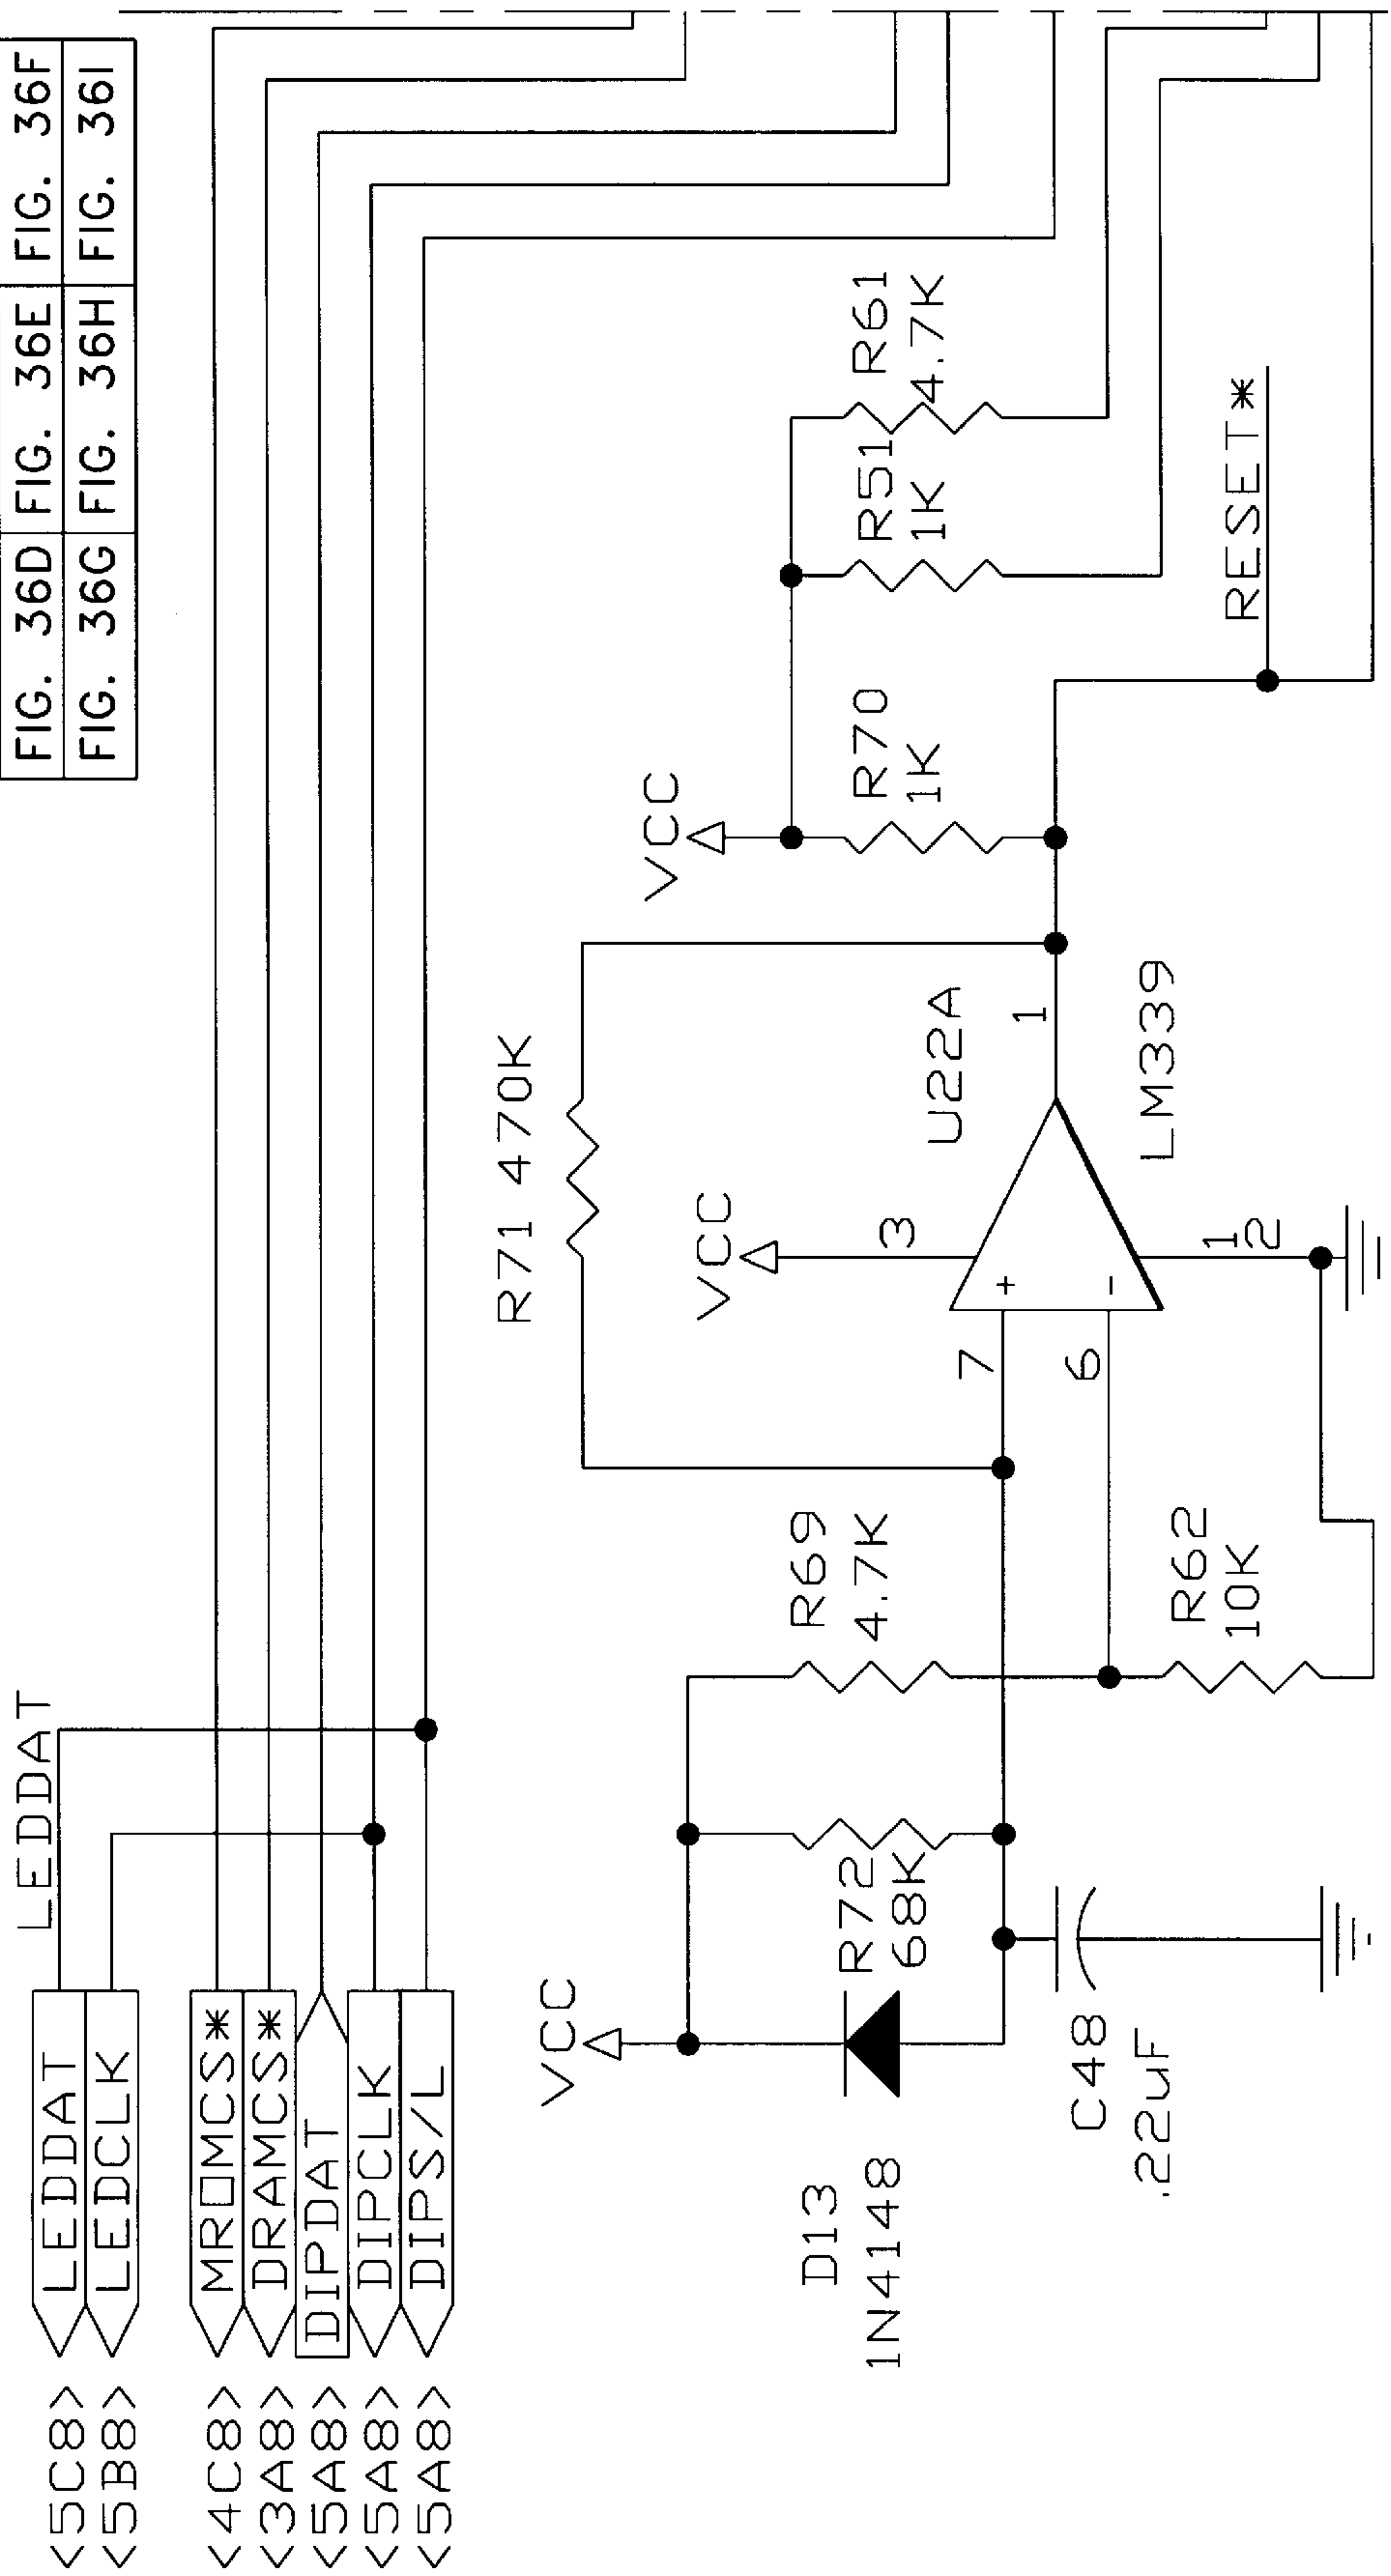 FIG. 36D FIG. 36E FIG. 36F
FIG. 36G FIG. 36H FIG. 36I
LEDDAT
<5C8> LEDDAT
<5B8> LEDCLK
<4C8> MROMCS*
<3A8> DRAMCS*
<5A8> DIPDAT
<5A8> DIPCLK
<5A8> DIPS/L
R71 470K
VCC
VCC
VCC
D13
1N4148
R72
68K
C48
.22uF
R69
4.7K
R62
10K
7
6
+
-
3
12
U22A
1
LM339
R70
1K
R51
1K
R61
4.7K
RESET*